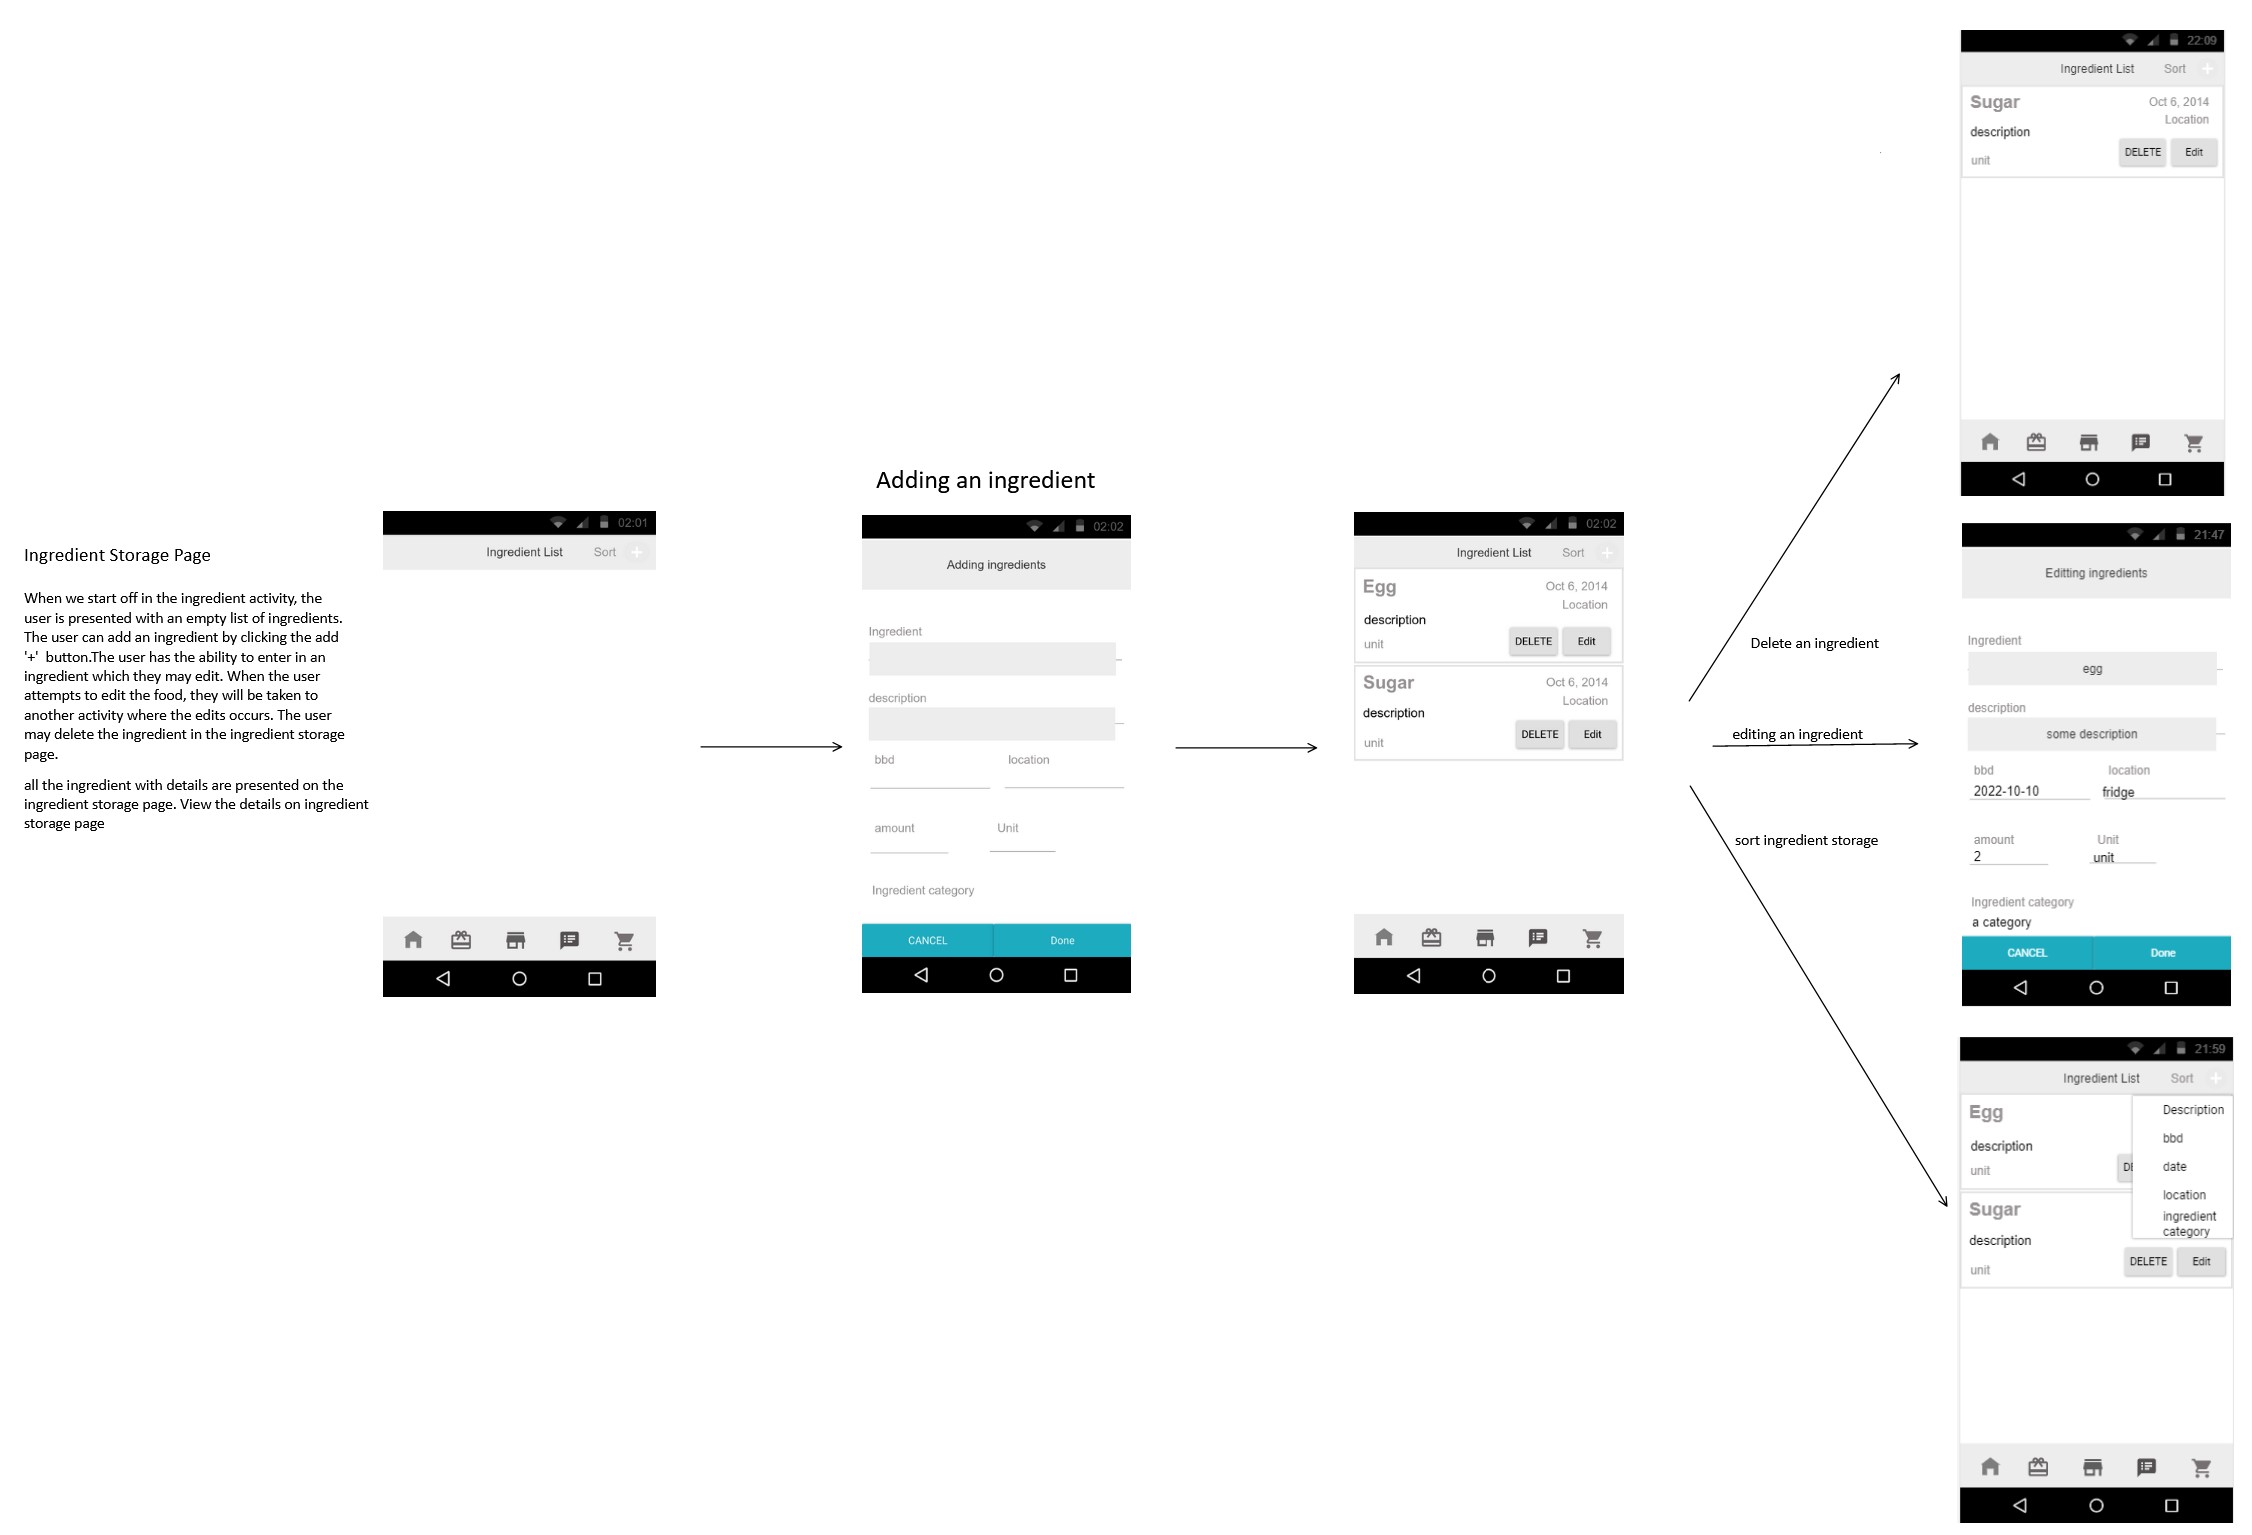 Ingredient Storage Page
When we start off in the ingredient activity, the
user is presented with an empty list of ingredients.
The user can add an ingredient by clicking the add
'+'  button.The user has the ability to enter in an
ingredient which they may edit. When the user
attempts to edit the food, they will be taken to
another activity where the edits occurs. The user
may delete the ingredient in the ingredient storage
page.
all the ingredient with details are presented on the
ingredient storage page. View the details on ingredient
storage page
02:01
Ingredient List Sort +
Adding an ingredient
02:02
Adding ingredients
Ingredient
description
bbd location
amount Unit
Ingredient category
CANCEL Done
02:02
Ingredient List Sort +
Egg Oct 6, 2014
Location
description
unit DELETE Edit
Sugar Oct 6, 2014
Location
description
unit DELETE Edit
Delete an ingredient
editing an ingredient
sort ingredient storage
22:09
Ingredient List Sort +
Sugar Oct 6, 2014
Location
description
unit DELETE Edit
21:47
Editting ingredients
Ingredient
egg
description
some description
bbd location
2022-10-10 fridge
amount Unit
2 unit
Ingredient category
a category
CANCEL Done
21:59
Ingredient List Sort +
Egg
description
unit DE
Description
bbd
date
location
ingredient
category
Sugar
description
unit DELETE Edit